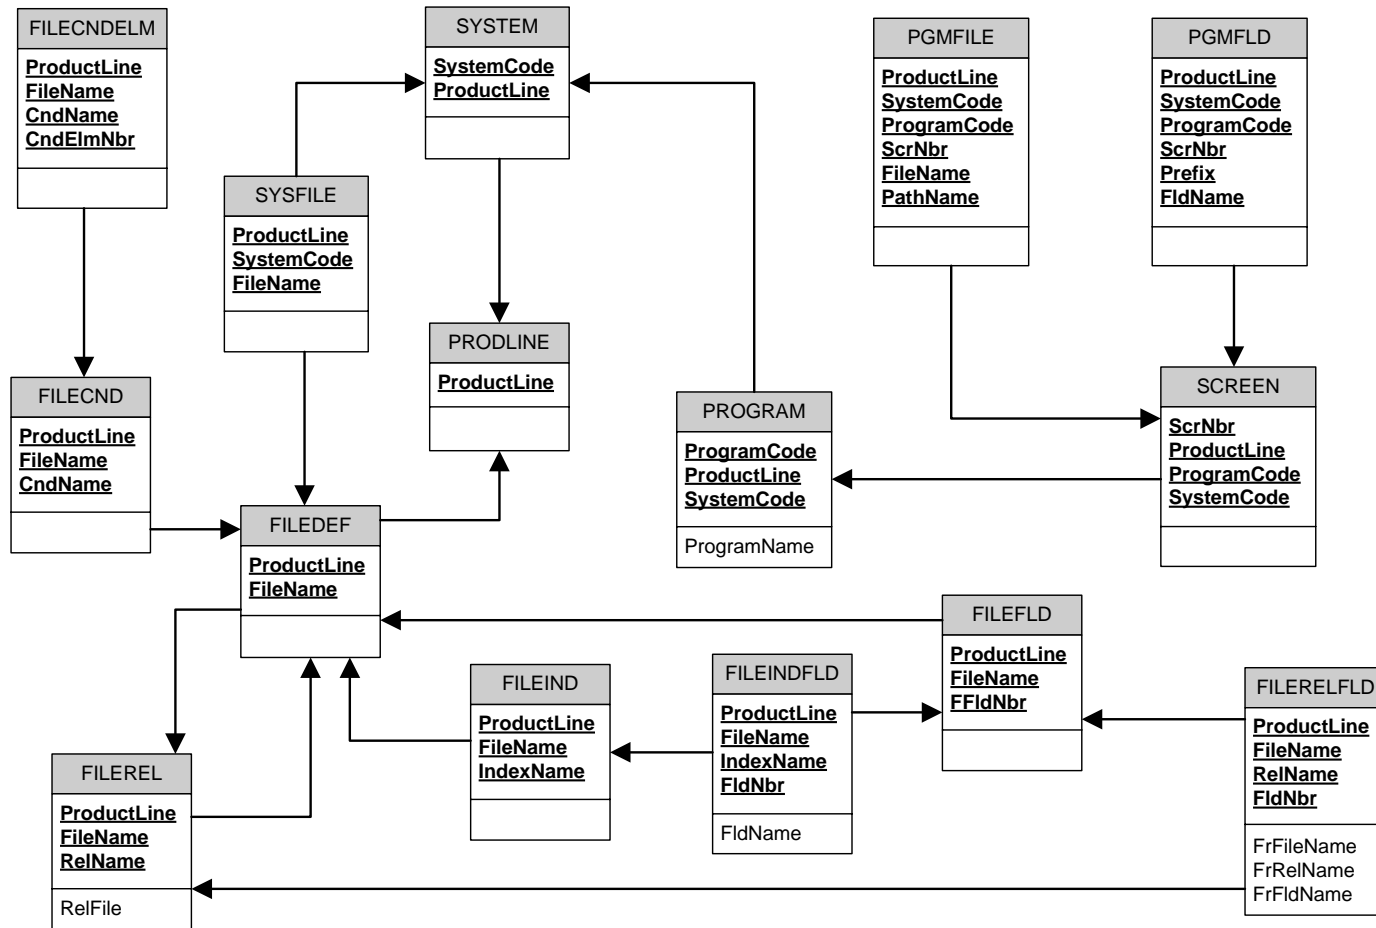 FILECNDELM
ProductLine
FileName
CndName
CndElmNbr
SYSTEM
SystemCode
ProductLine
PGMFILE
ProductLine
SystemCode
ProgramCode
ScrNbr
FileName
PathName
PGMFLD
ProductLine
SystemCode
ProgramCode
ScrNbr
Prefix
FldName
SYSFILE
ProductLine
SystemCode
FileName
PRODLINE
ProductLine
FILECND
ProductLine
FileName
CndName
PROGRAM
ProgramCode
ProductLine
SystemCode
ProgramName
SCREEN
ScrNbr
ProductLine
ProgramCode
SystemCode
FILEDEF
ProductLine
FileName
FILEFLD
ProductLine
FileName
FFldNbr
FILEIND
ProductLine
FileName
IndexName
FILEINDFLD
ProductLine
FileName
IndexName
FldNbr
FldName
FILERELFLD
ProductLine
FileName
RelName
FldNbr
FrFileName
FrRelName
FrFldName
FILEREL
ProductLine
FileName
RelName
RelFile